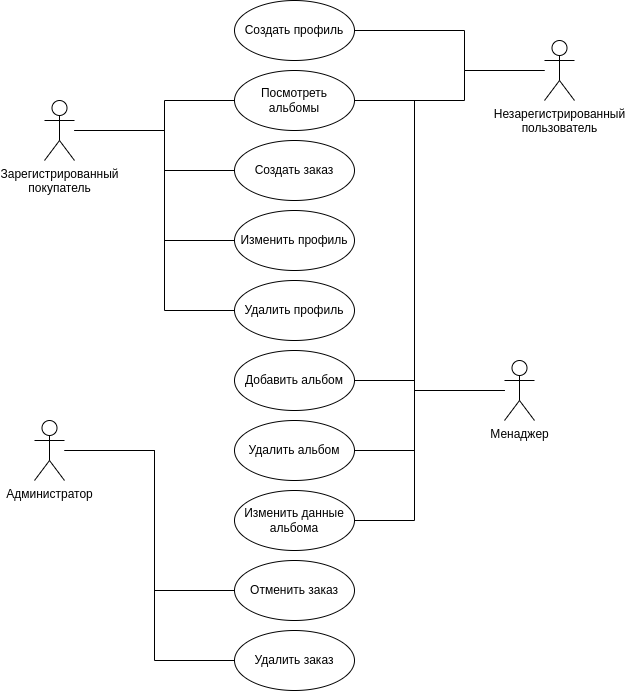 Создать профиль
Посмотреть
альбомы
Незарегистрированный
пользователь
Зарегистрированный
покупатель
Создать заказ
Изменить профиль
Удалить профиль
Добавить альбом
Менаджер
Удалить альбом
Администратор
Изменить данные
альбома
Отменить заказ
Удалить заказ